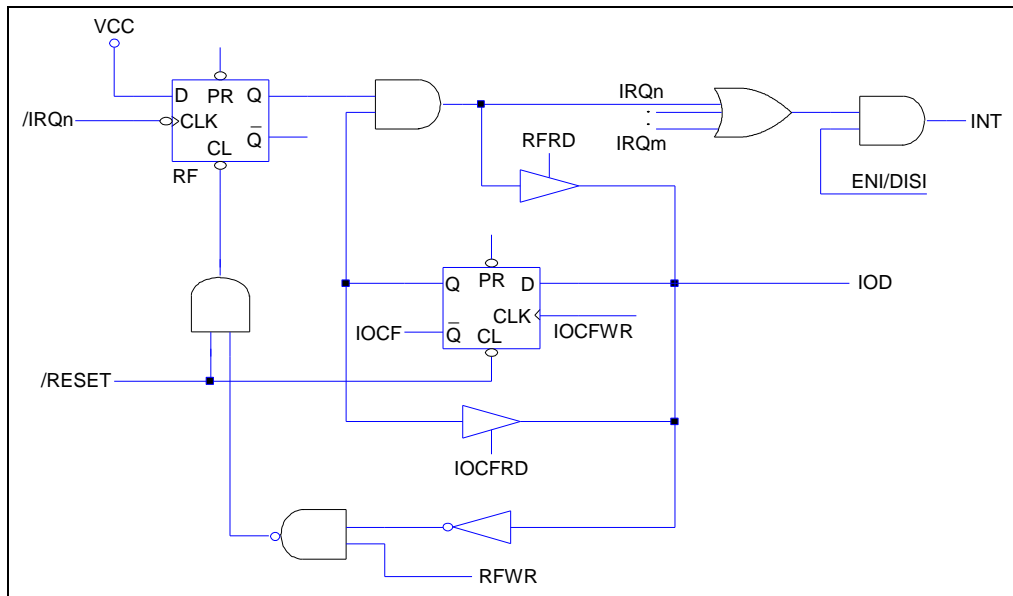 VCC
D
PR
Q
/IRQn
CLK
Q
CL
RF
IRQn
:
IRQm
INT
RFRD
ENI/DISI
Q
PR
D
IOD
CLK
IOCF
Q
CL
IOCFWR
/RESET
IOCFRD
RFWR